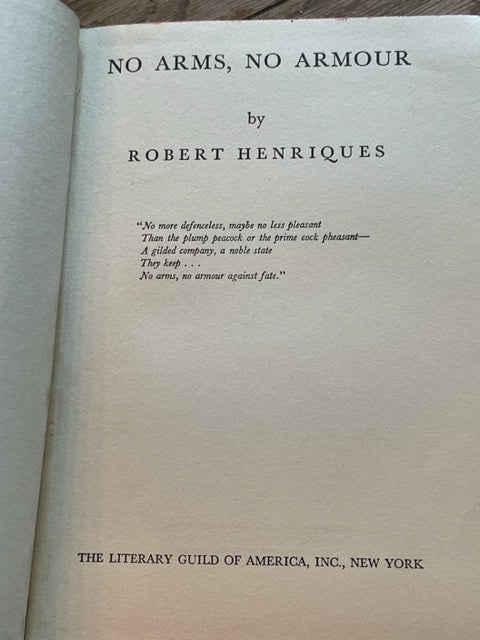 NO ARMS, NO ARMOUR
by
ROBERT HENRIQUES
"No more defenceless, maybe no less pleasant
Than the plump peacock or the prime cock pheasant—
A gilded company, a noble state
They keep . . .
No arms, no armour against fate."
THE LITERARY GUILD OF AMERICA, INC., NEW YORK